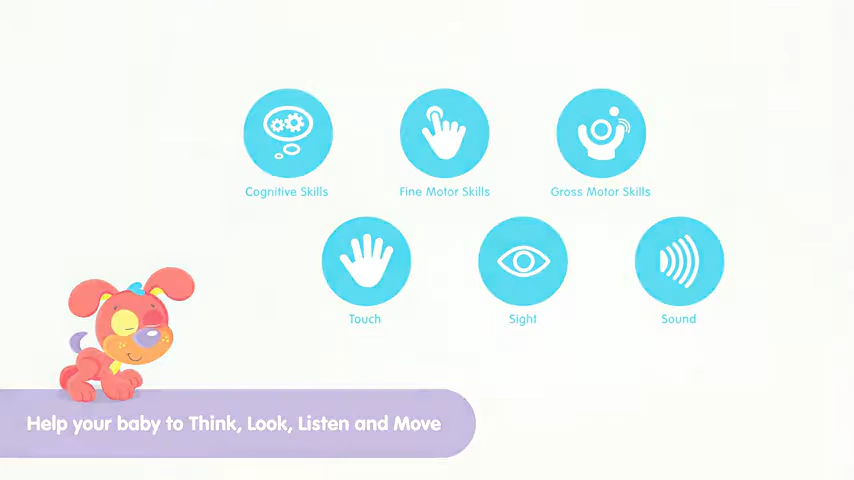 Cognitive Skills
Fine Motor Skills
Gross Motor Skills
Touch
Sight
Sound
Help your baby to Think, Look, Listen and Move